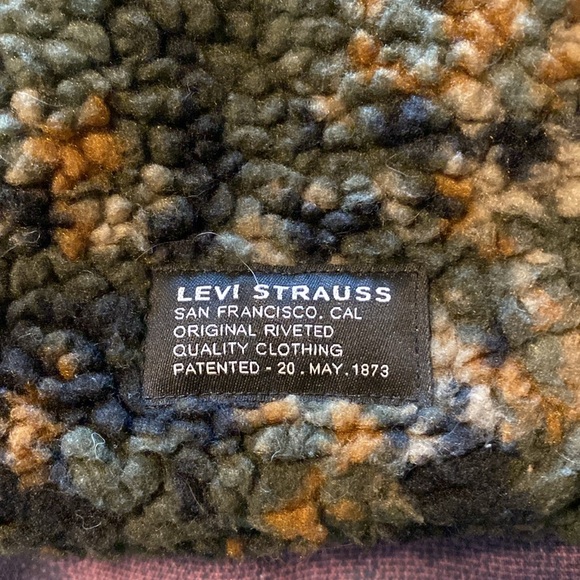 LEVI STRAUSS
SAN FRANCISCO. CAL
ORIGINAL RIVETED
QUALITY CLOTHING
PATENTED - 20 . MAY . 1873